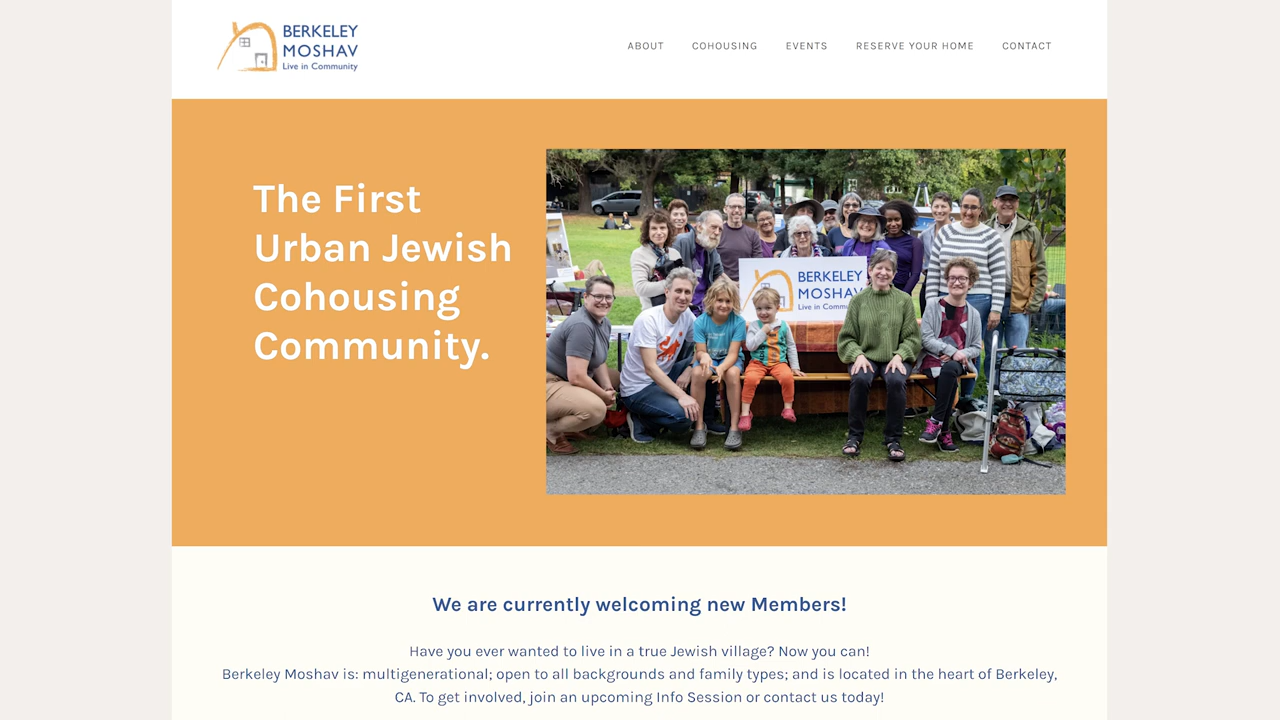 BERKELEY
MOSHAV
Live in Community
ABOUT
COHOUSING
EVENTS
RESERVE YOUR HOME
CONTACT
The First
Urban Jewish
Cohousing
Community.
BERKELEY
MOSHAV
Live in
We are currently welcoming new Members!
Have you ever wanted to live in a true Jewish village? Now you can!
Berkeley Moshav is: multigenerational; open to all backgrounds and family types; and is located in the heart of Berkeley,
CA. To get involved, join an upcoming Info Session or contact us today!